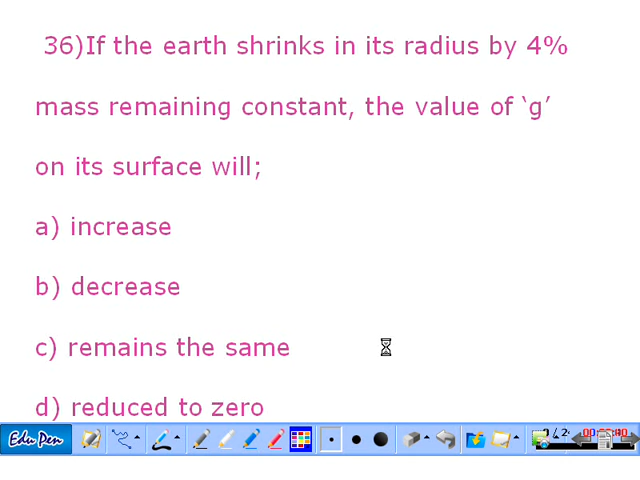 36)If the earth shrinks in its radius by 4%
mass remaining constant, the value of ‘g’
on its surface will;
a) increase
b) decrease
c) remains the same
d) reduced to zero
Edu Pen